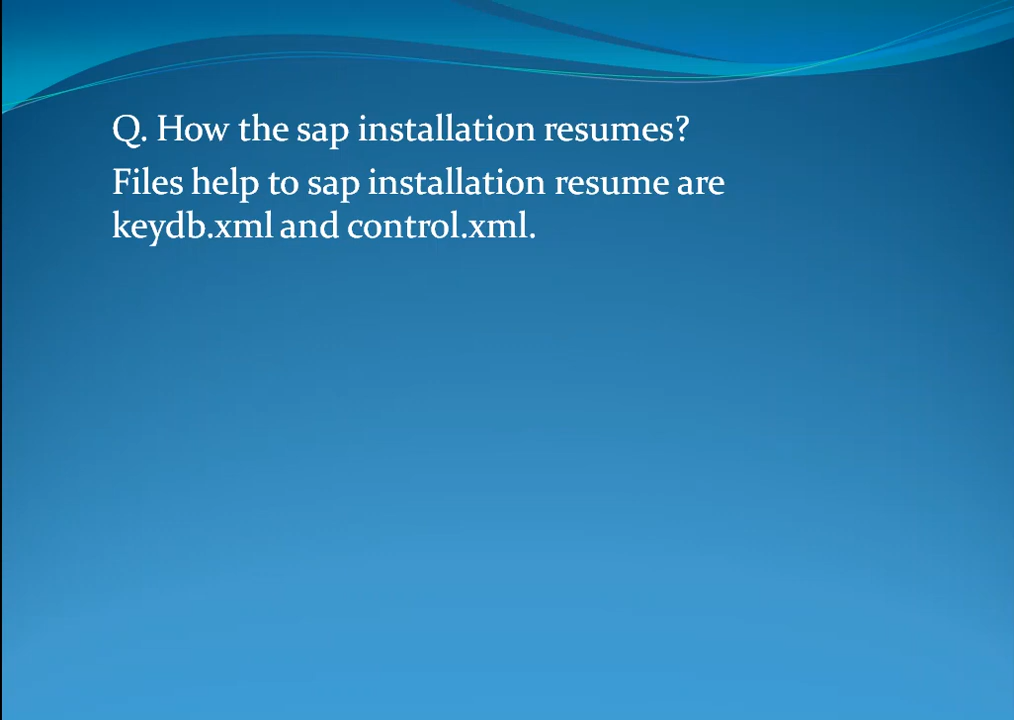 Q. How the sap installation resumes?
Files help to sap installation resume are
keydb.xml and control.xml.